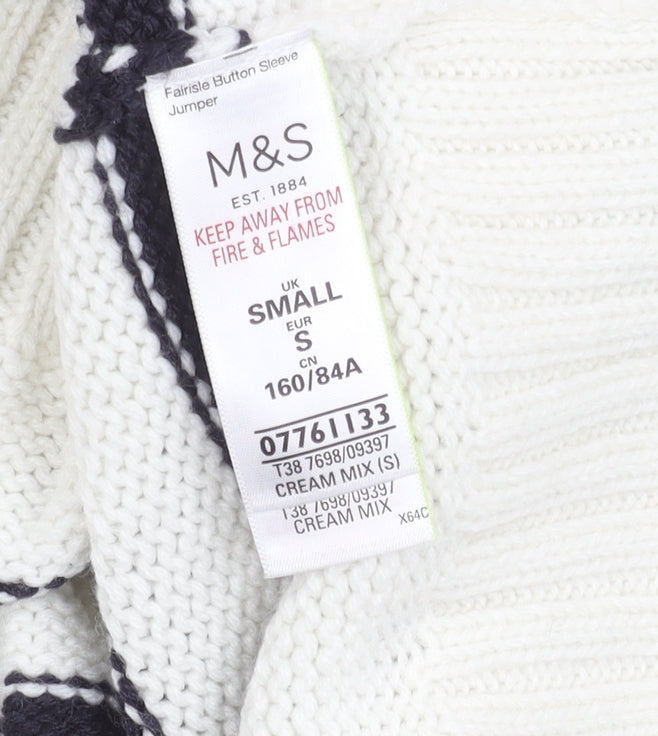 Fairisle Button Sleeve
Jumper
M&S
EST. 1884
KEEP AWAY FROM
FIRE & FLAMES
UK
SMALL
EUR
S
CN
160/84A
07761133
T38 7698/09397
CREAM MIX (S)
T38 7698/09397
CREAM MIX
X64C